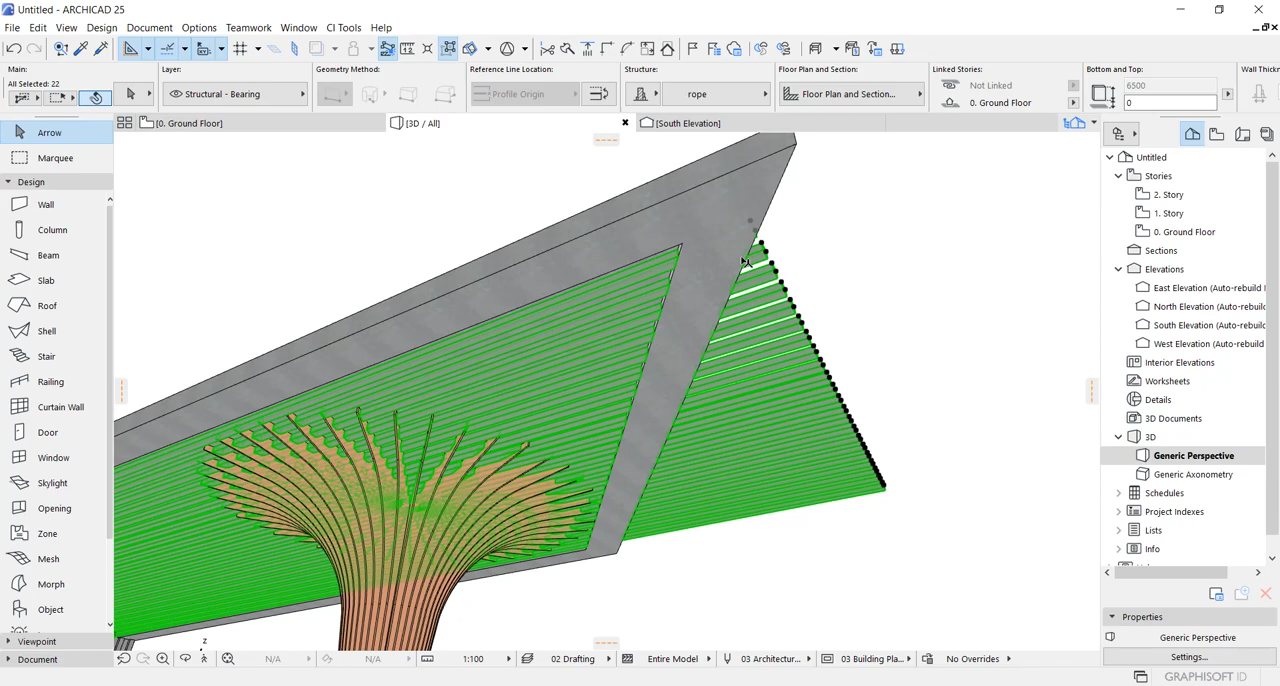 Untitled - ARCHICAD 25
File Edit View Design Document Options Teamwork Window CI Tools Help
Main:
All Selected: 22
Layer:
Structural - Bearing
Geometry Method:
Reference Line Location:
Profile Origin
Structure:
rope
Floor Plan and Section:
Floor Plan and Section...
Linked Stories:
Not Linked
0. Ground Floor
Bottom and Top:
6500
0
Wall Thickn
[0. Ground Floor]
[3D / All]
[South Elevation]
Arrow
Marquee
Design
Wall
Column
Beam
Slab
Roof
Shell
Stair
Railing
Curtain Wall
Door
Window
Skylight
Opening
Zone
Mesh
Morph
Object
Viewpoint
Document
z
N/A
N/A
1:100
02 Drafting
Entire Model
03 Architectur...
03 Building Pla...
No Overrides
Untitled
Stories
2. Story
1. Story
0. Ground Floor
Sections
Elevations
East Elevation (Auto-rebuild
North Elevation (Auto-rebuild
South Elevation (Auto-rebuild
West Elevation (Auto-rebuild
Interior Elevations
Worksheets
Details
3D Documents
3D
Generic Perspective
Generic Axonometry
Schedules
Project Indexes
Lists
Info
Properties
Generic Perspective
Settings...
GRAPHISOFT ID